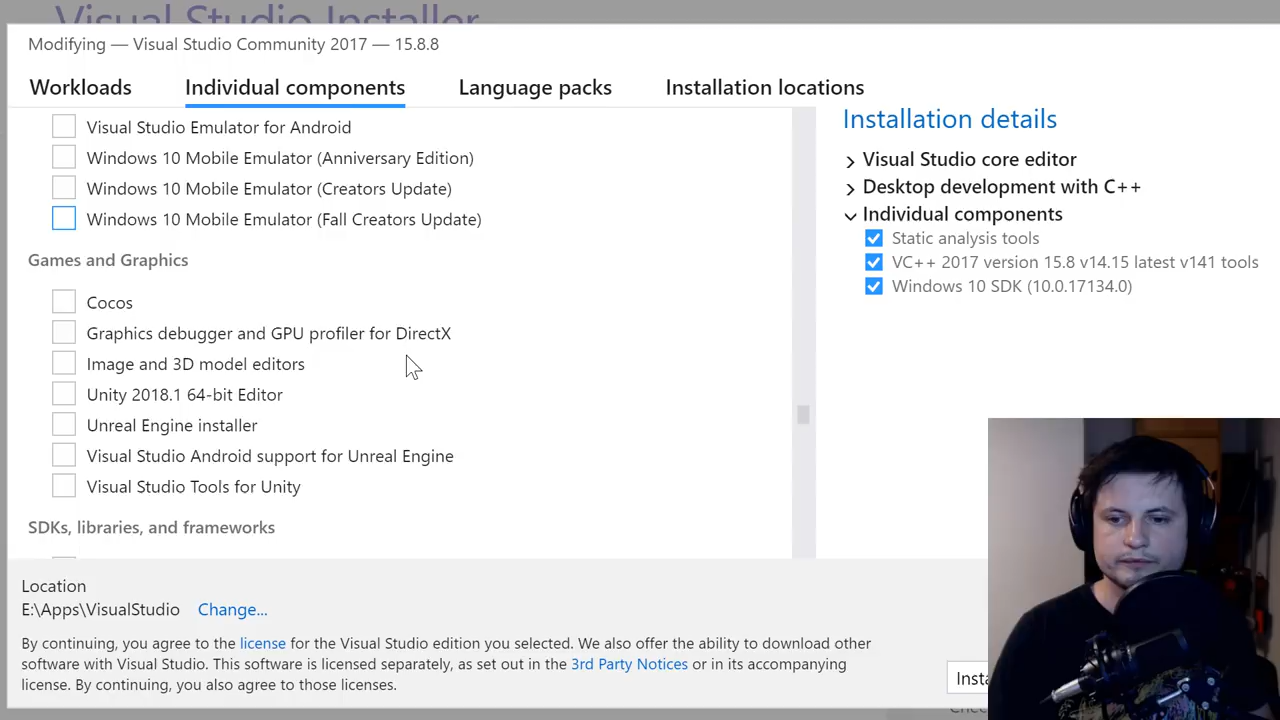 Visual Studio Installer
Modifying — Visual Studio Community 2017 — 15.8.8
Workloads
Individual components
Language packs
Installation locations
Visual Studio Emulator for Android
Windows 10 Mobile Emulator (Anniversary Edition)
Windows 10 Mobile Emulator (Creators Update)
Windows 10 Mobile Emulator (Fall Creators Update)
Games and Graphics
Cocos
Graphics debugger and GPU profiler for DirectX
Image and 3D model editors
Unity 2018.1 64-bit Editor
Unreal Engine installer
Visual Studio Android support for Unreal Engine
Visual Studio Tools for Unity
SDKs, libraries, and frameworks
Installation details
Visual Studio core editor
Desktop development with C++
Individual components
Static analysis tools
VC++ 2017 version 15.8 v14.15 latest v141 tools
Windows 10 SDK (10.0.17134.0)
Location
E:\Apps\VisualStudio Change...
By continuing, you agree to the license for the Visual Studio edition you selected. We also offer the ability to download other
software with Visual Studio. This software is licensed separately, as set out in the 3rd Party Notices or in its accompanying
license. By continuing, you also agree to those licenses.